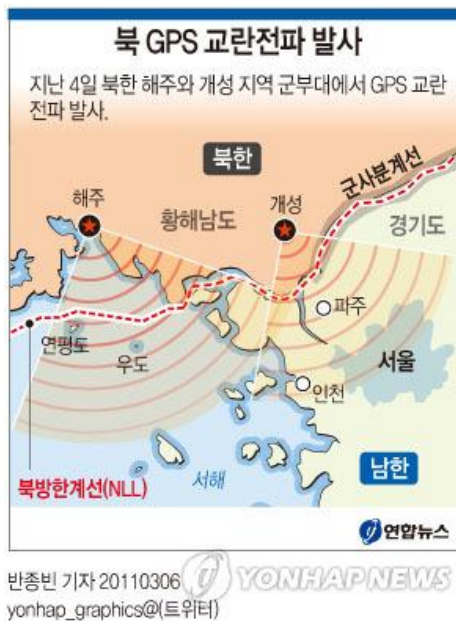 북 GPS 교란전파 발사
지난 4일 북한 해주와 개성 지역 군부대에서 GPS 교란
전파 발사.
북한
군사분계선
해주
황해남도
개성
경기도
파주
연평도
우도
서울
인천
북방한계선(NLL)
서해
남한
연합뉴스
반종빈 기자 20110306
YONHAP NEWS
yonhap_graphics@(트위터)